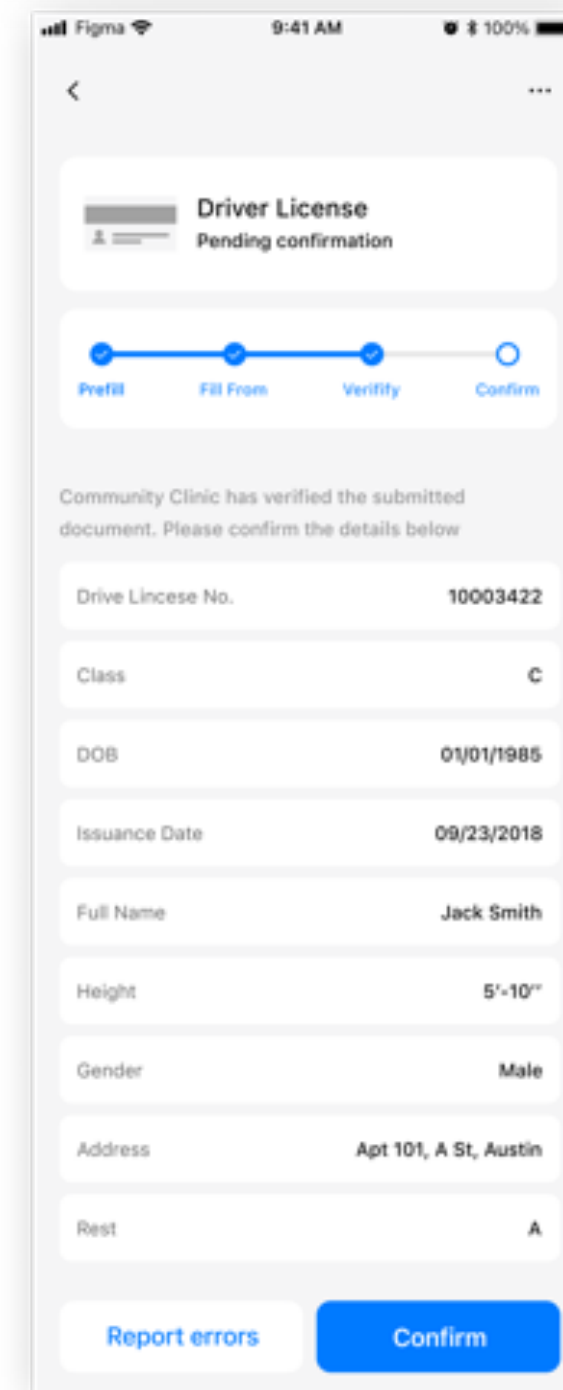 Figma 9:41 AM 100%
Driver License
Pending confirmation
Prefill Fill From Verifify Confirm
Community Clinic has verified the submitted
document. Please confirm the details below
Drive Lincese No. 10003422
Class C
DOB 01/01/1985
Issuance Date 09/23/2018
Full Name Jack Smith
Height 5'-10''
Gender Male
Address Apt 101, A St, Austin
Rest A
Report errors Confirm